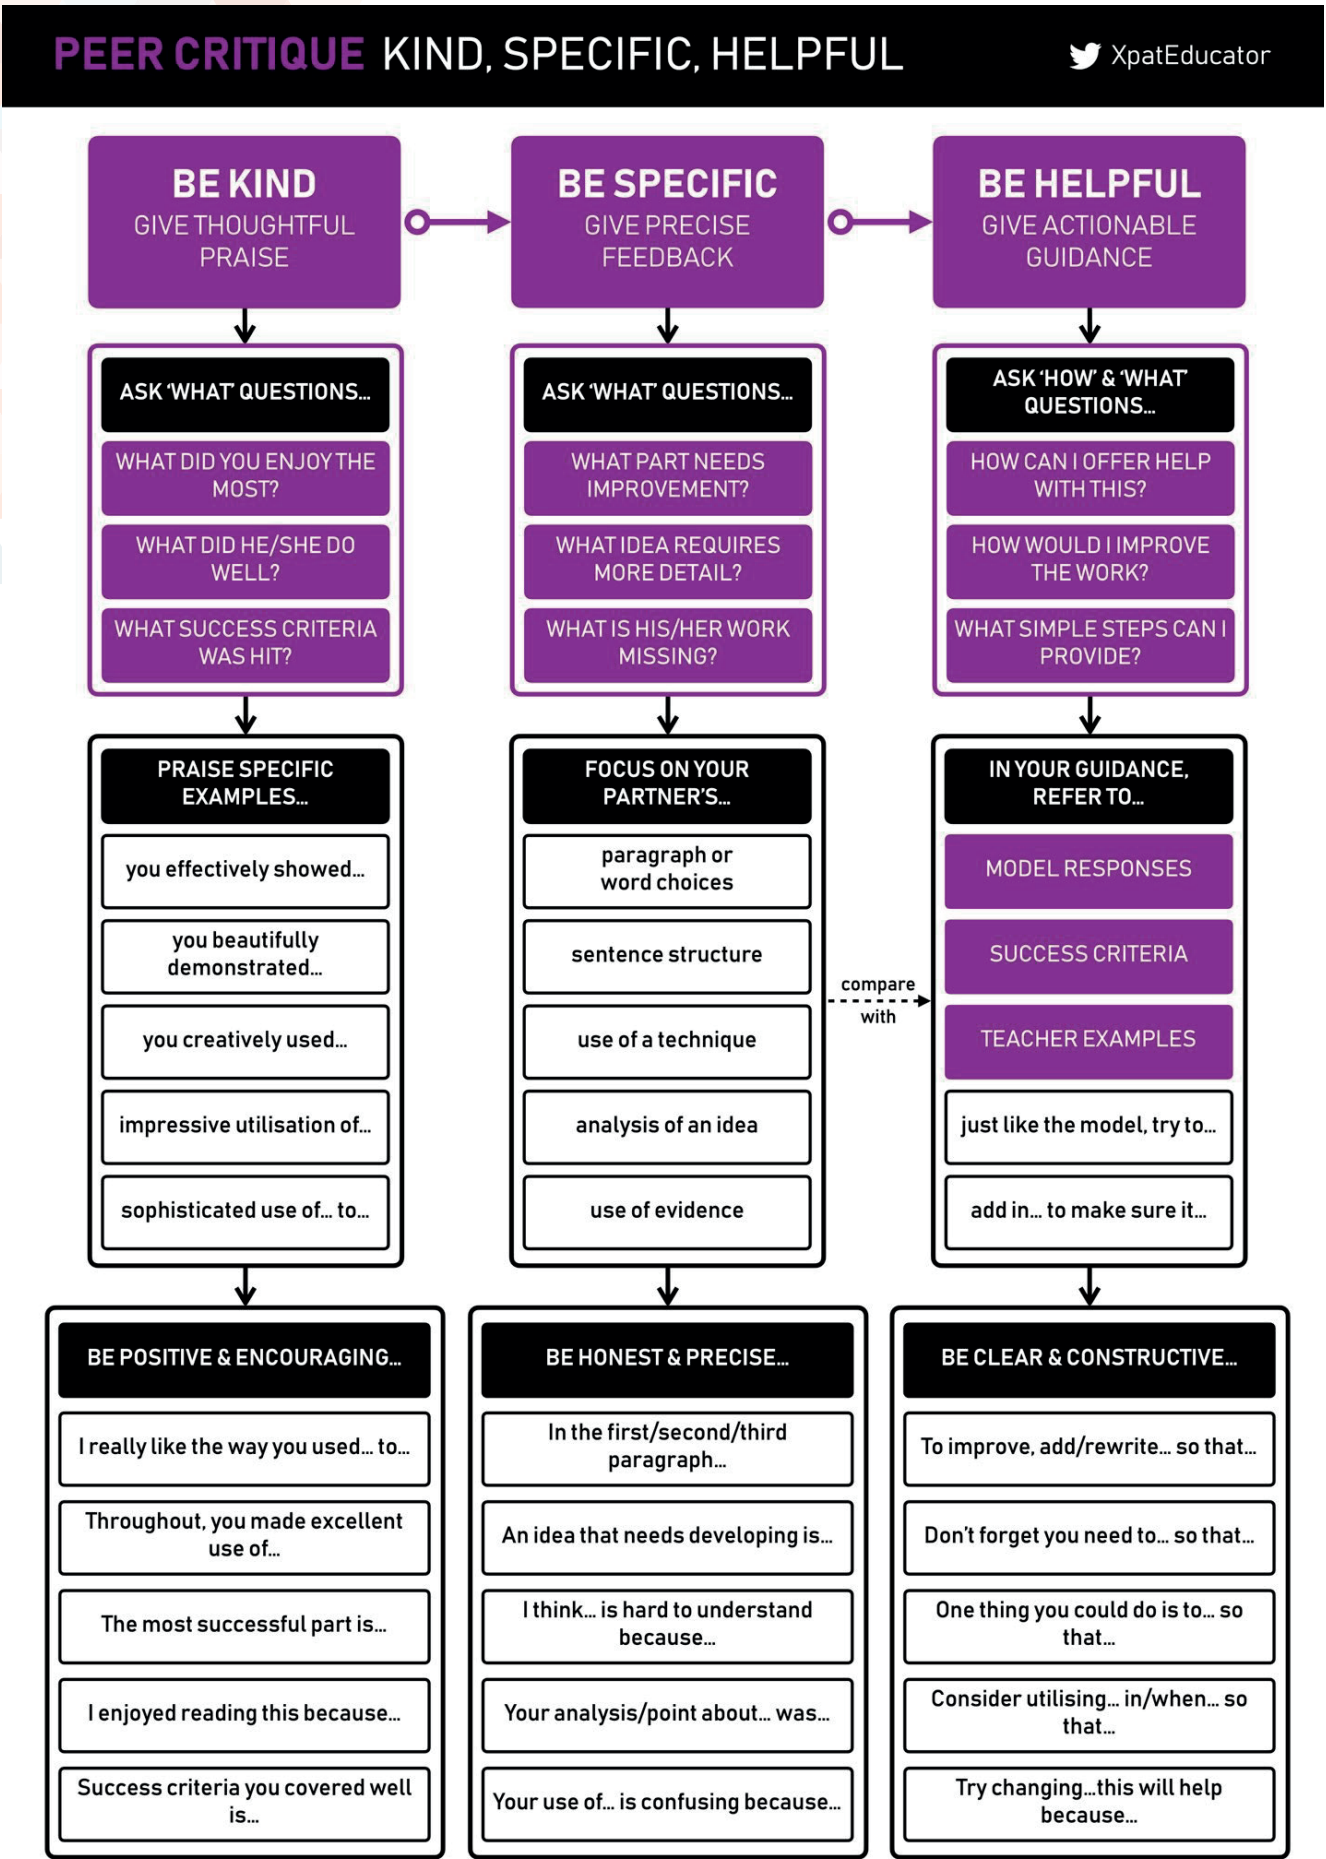 PEER CRITIQUE KIND, SPECIFIC, HELPFUL
XpatEducator
BE KIND
GIVE THOUGHTFUL
PRAISE
ASK ‘WHAT’ QUESTIONS...
WHAT DID YOU ENJOY THE
MOST?
WHAT DID HE/SHE DO
WELL?
WHAT SUCCESS CRITERIA
WAS HIT?
PRAISE SPECIFIC
EXAMPLES...
you effectively showed...
you beautifully
demonstrated...
you creatively used...
impressive utilisation of...
sophisticated use of... to...
BE POSITIVE & ENCOURAGING...
I really like the way you used... to...
Throughout, you made excellent
use of...
The most successful part is...
I enjoyed reading this because...
Success criteria you covered well
is...
BE SPECIFIC
GIVE PRECISE
FEEDBACK
ASK ‘WHAT’ QUESTIONS...
WHAT PART NEEDS
IMPROVEMENT?
WHAT IDEA REQUIRES
MORE DETAIL?
WHAT IS HIS/HER WORK
MISSING?
FOCUS ON YOUR
PARTNER’S...
paragraph or
word choices
sentence structure
use of a technique
analysis of an idea
use of evidence
compare
with
BE HONEST & PRECISE...
In the first/second/third
paragraph...
An idea that needs developing is...
I think... is hard to understand
because...
Your analysis/point about... was...
Your use of... is confusing because...
BE HELPFUL
GIVE ACTIONABLE
GUIDANCE
ASK ‘HOW’ & ‘WHAT’
QUESTIONS...
HOW CAN I OFFER HELP
WITH THIS?
HOW WOULD I IMPROVE
THE WORK?
WHAT SIMPLE STEPS CAN I
PROVIDE?
IN YOUR GUIDANCE,
REFER TO...
MODEL RESPONSES
SUCCESS CRITERIA
TEACHER EXAMPLES
just like the model, try to...
add in... to make sure it...
BE CLEAR & CONSTRUCTIVE...
To improve, add/rewrite... so that...
Don’t forget you need to... so that...
One thing you could do is to... so
that...
Consider utilising... in/when... so
that...
Try changing...this will help
because...